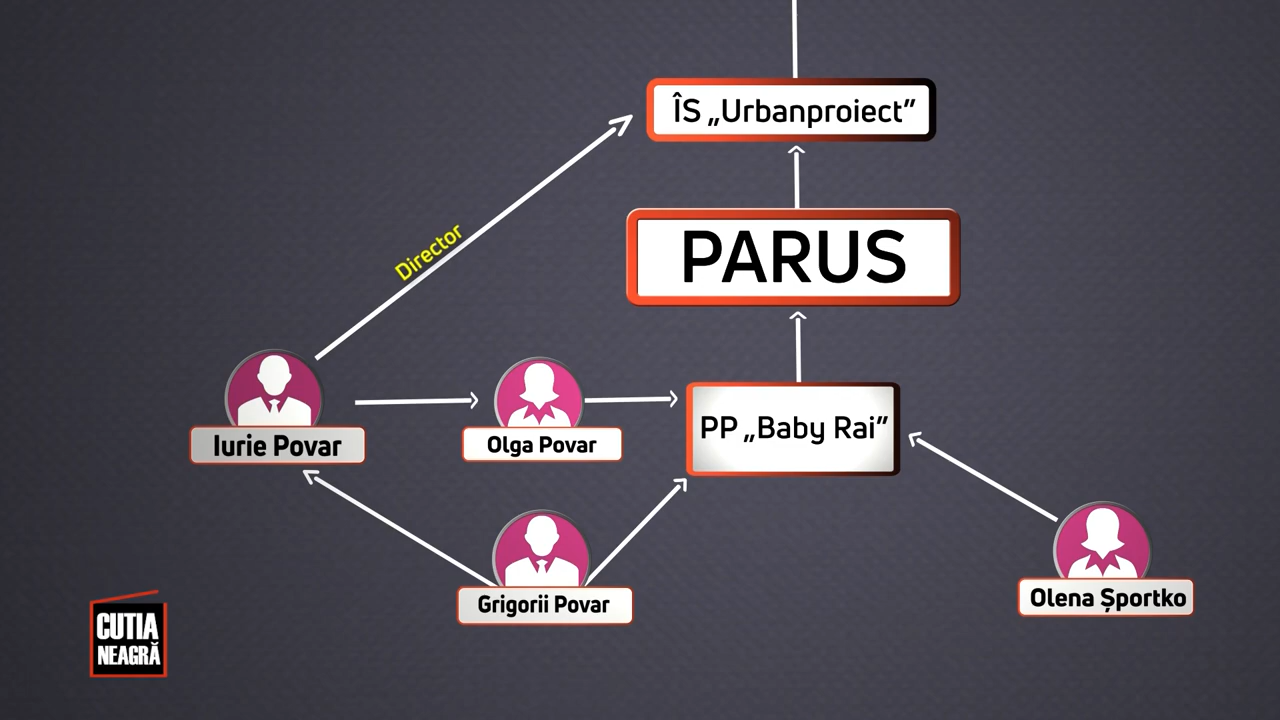 ÎS „Urbanproiect”
Director
PARUS
Iurie Povar
Olga Povar
PP „Baby Rai”
Grigorii Povar
Olena Șportko
CUTIA
NEAGRĂ